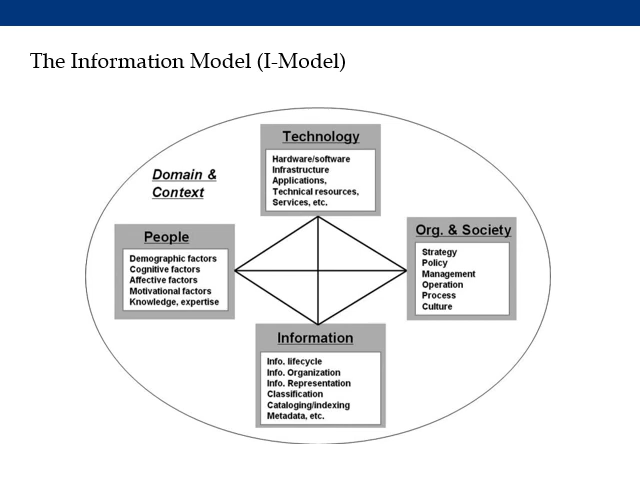 The Information Model (I-Model)
Technology
Hardware/software
Infrastructure
Applications,
Technical resources,
Services, etc.
Domain &
Context
People
Demographic factors
Cognitive factors
Affective factors
Motivational factors
Knowledge, expertise
Org. & Society
Strategy
Policy
Management
Operation
Process
Culture
Information
Info. lifecycle
Info. Organization
Info. Representation
Classification
Cataloging/indexing
Metadata, etc.